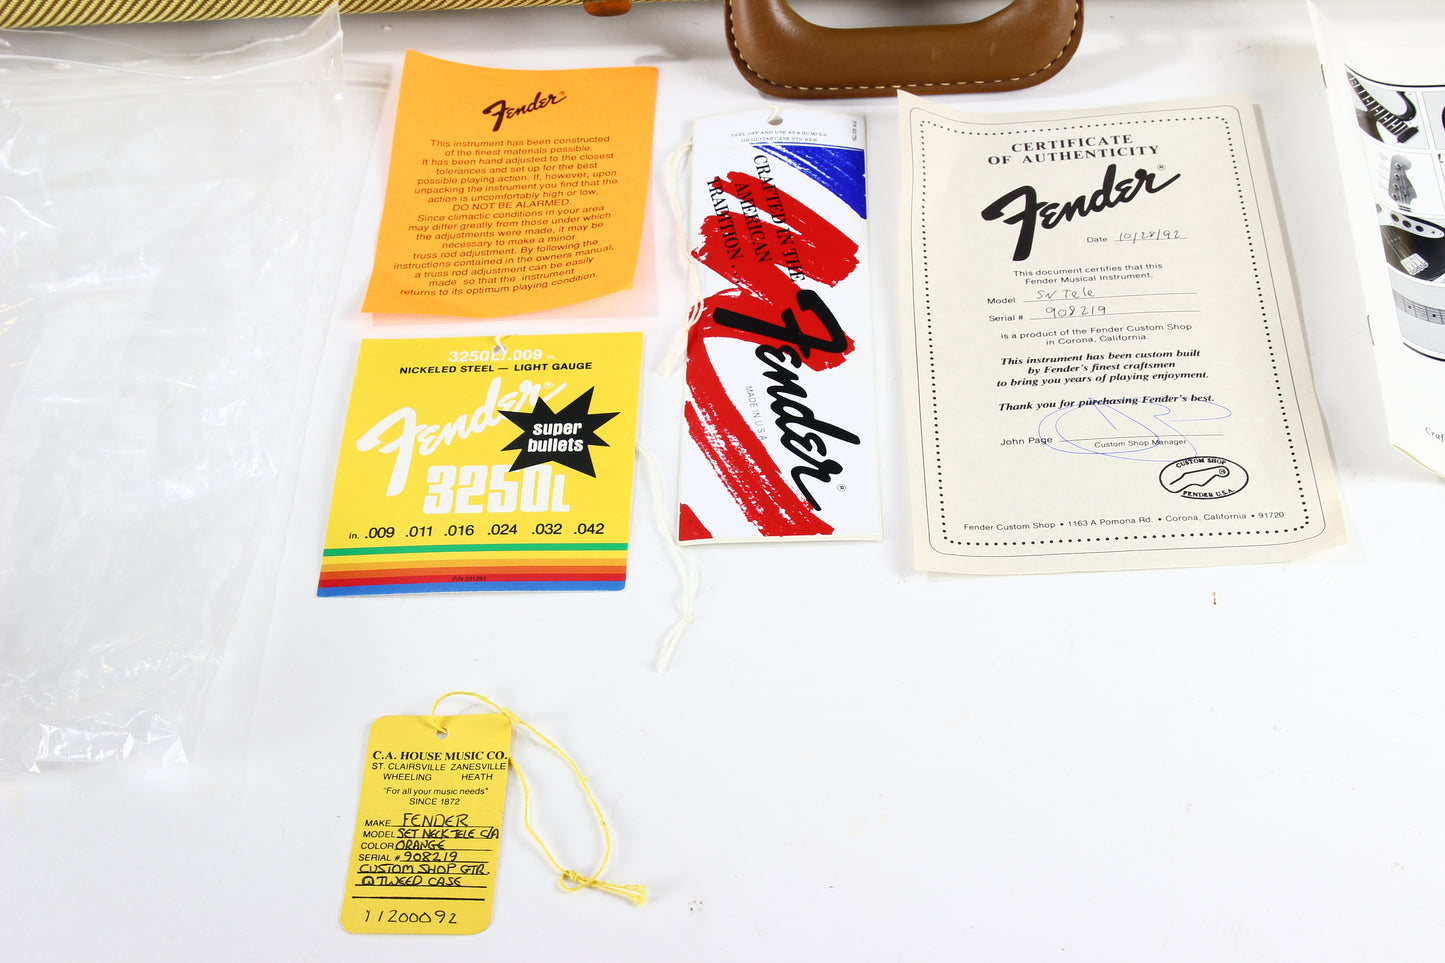 Fender®
This instrument has been constructed
of the finest materials possible.
It has been hand adjusted to the closest
tolerances and set up for the best
possible playing action. If, however, upon
unpacking the instrument you find that the
action is uncomfortably high or low,
DO NOT BE ALARMED.
Since climactic conditions in your area
may differ greatly from those under which
the adjustments were made, it may be
necessary to make a minor
truss rod adjustment. By following the
instructions contained in the owners manual,
a truss rod adjustment can be easily
made so that the instrument
returns to its optimum playing condition.
3250L/.009 in.
NICKELED STEEL — LIGHT GAUGE
Fender®
super
bullets
3250L
in. .009 .011 .016 .024 .032 .042
P/N 031261
PEEL OFF AND USE AS A BUMPER
OR GUITAR CASE STICKER
CRAFTED IN THE
AMERICAN
TRADITION...
Fender®
MADE IN U.S.A.
CERTIFICATE
OF AUTHENTICITY
Fender®
Date 10/28/92
This document certifies that this
Fender Musical Instrument,
Model SN Tele
Serial # 908219
is a product of the Fender Custom Shop
in Corona, California.
This instrument has been custom built
by Fender's finest craftsmen
to bring you years of playing enjoyment.
Thank you for purchasing Fender's best.
John Page
Custom Shop Manager
CUSTOM SHOP
FENDER U.S.A.
Fender Custom Shop • 1163 A Pomona Rd. • Corona, California • 91720
Craf
C.A. HOUSE MUSIC CO.
ST. CLAIRSVILLE ZANESVILLE
WHEELING HEATH
"For all your music needs"
SINCE 1872
MAKE FENDER
MODEL SET NECK TELE C/A
COLOR ORANGE
SERIAL # 908219
CUSTOM SHOP GTR.
TWEED CASE
11200092